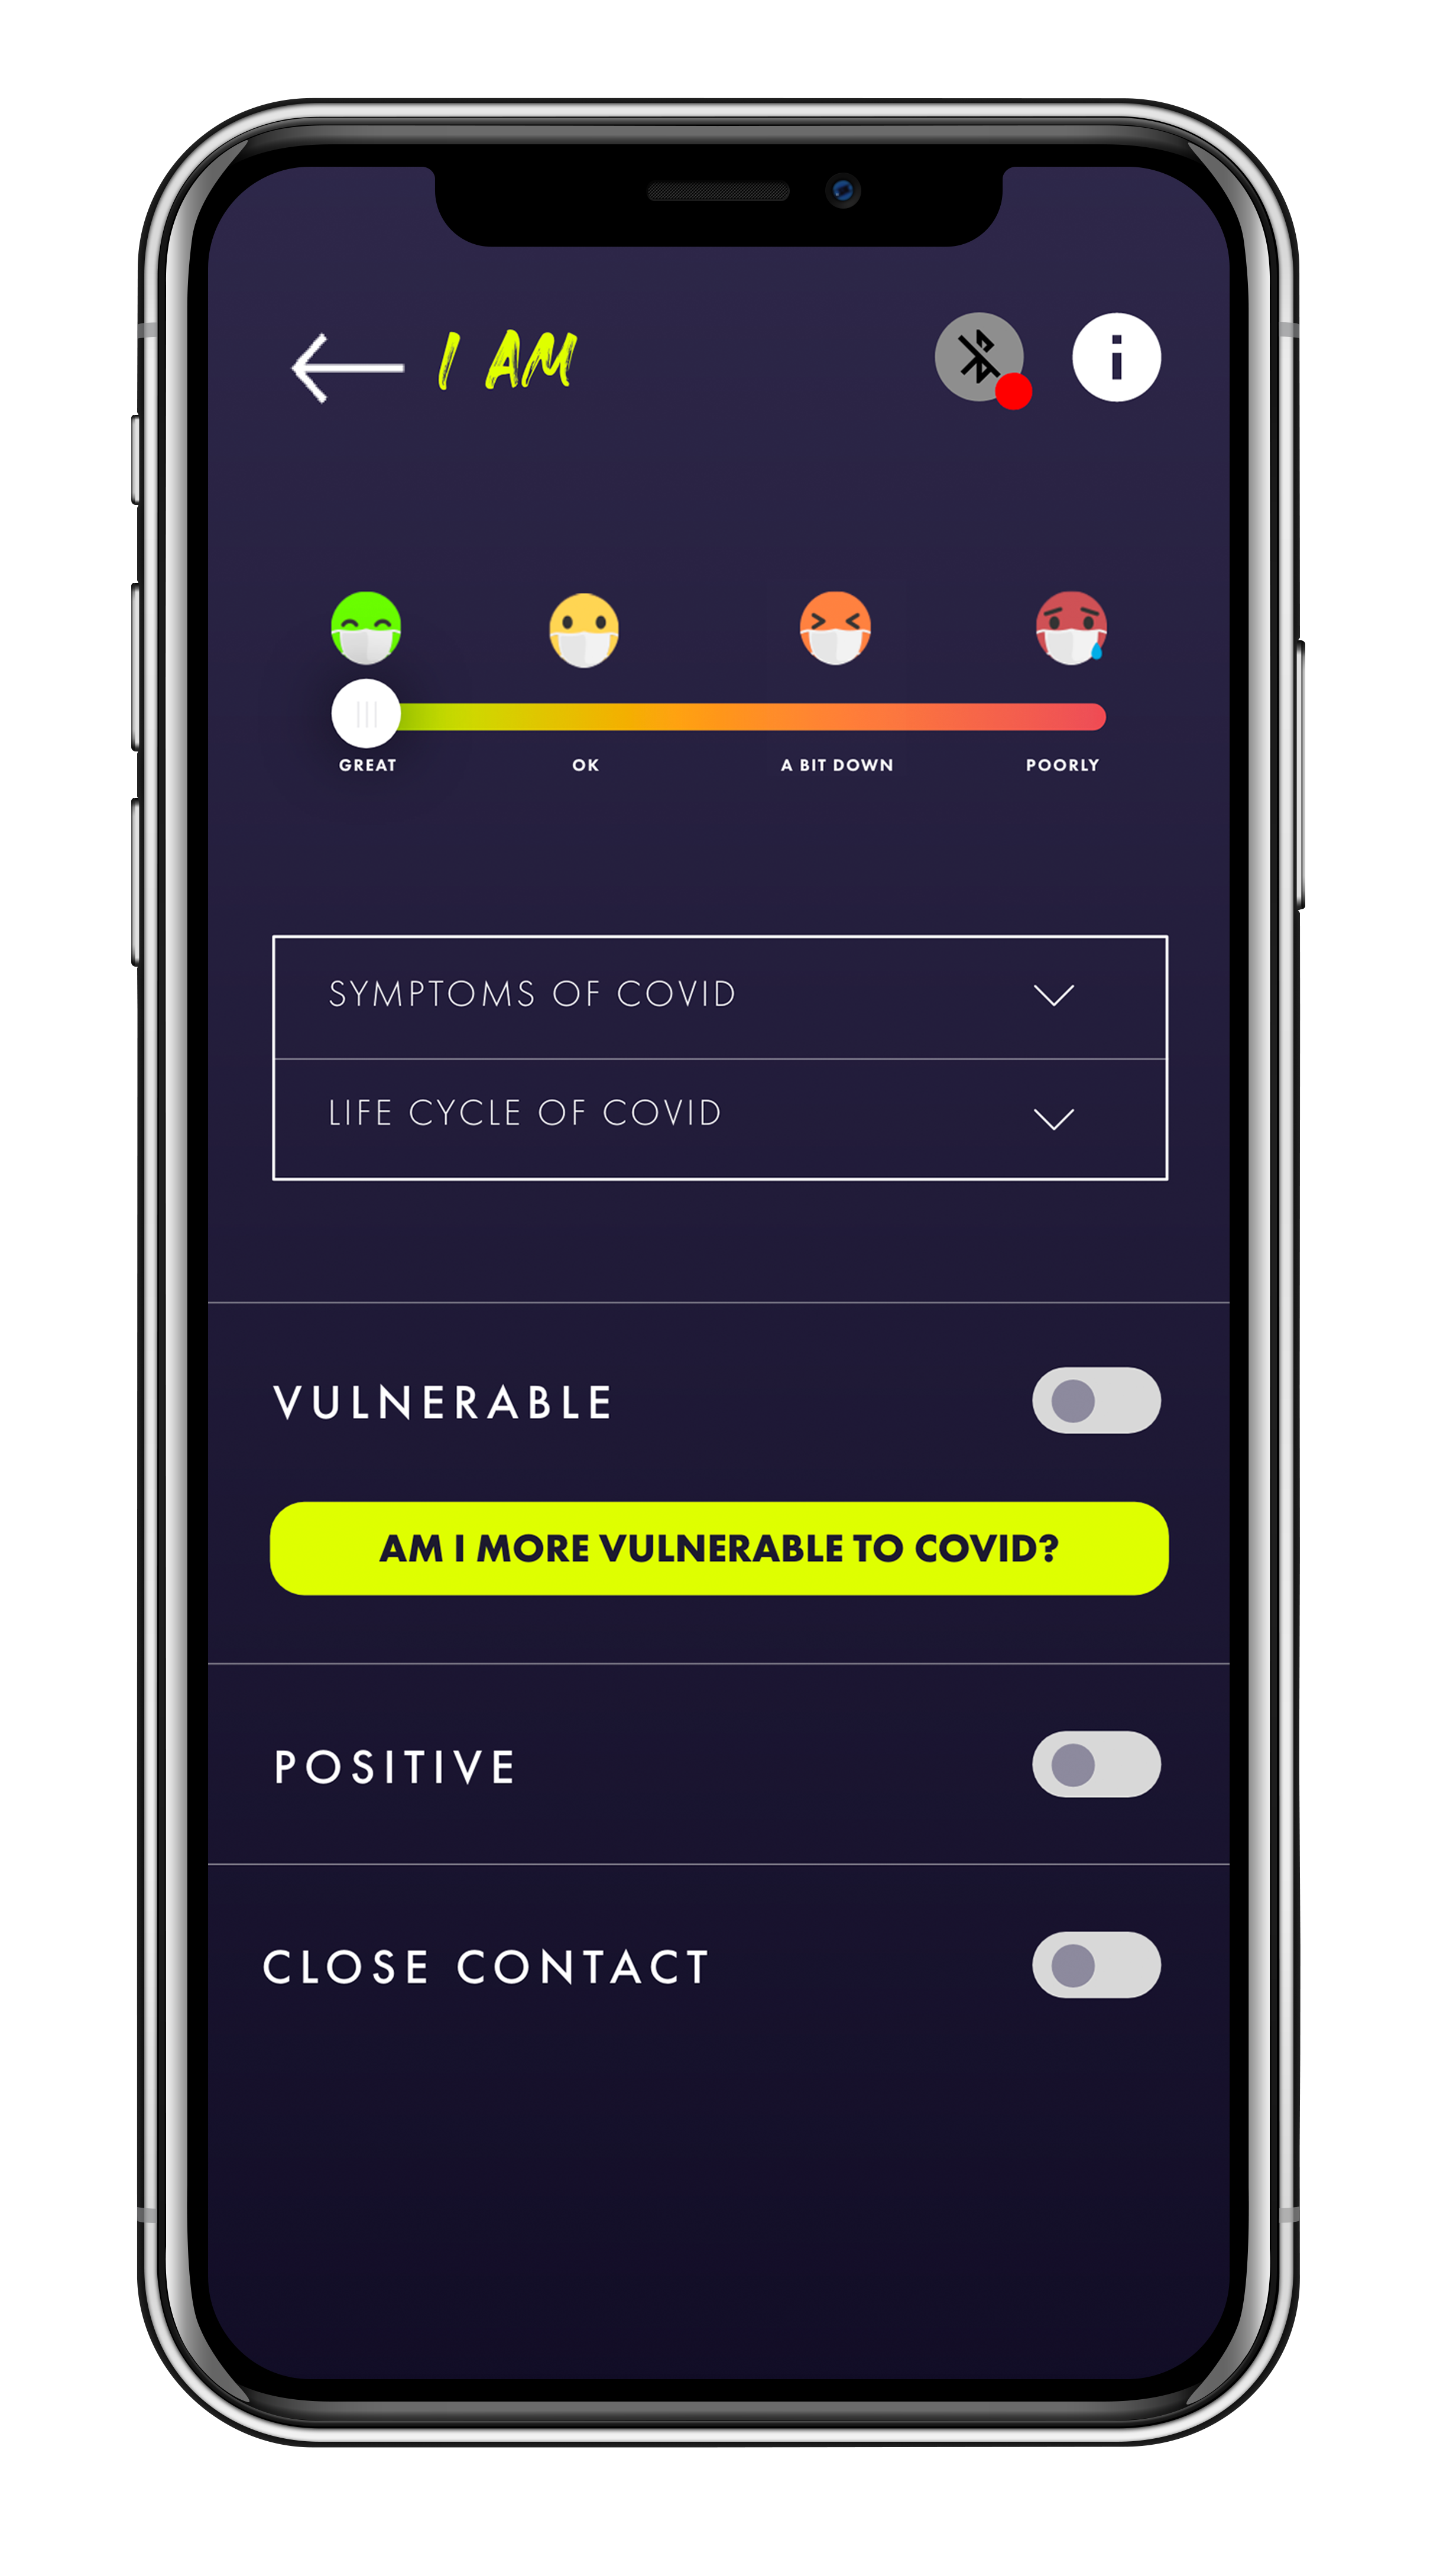 I AM
i
GREAT OK A BIT DOWN POORLY
SYMPTOMS OF COVID
LIFE CYCLE OF COVID
VULNERABLE
AM I MORE VULNERABLE TO COVID?
POSITIVE
CLOSE CONTACT